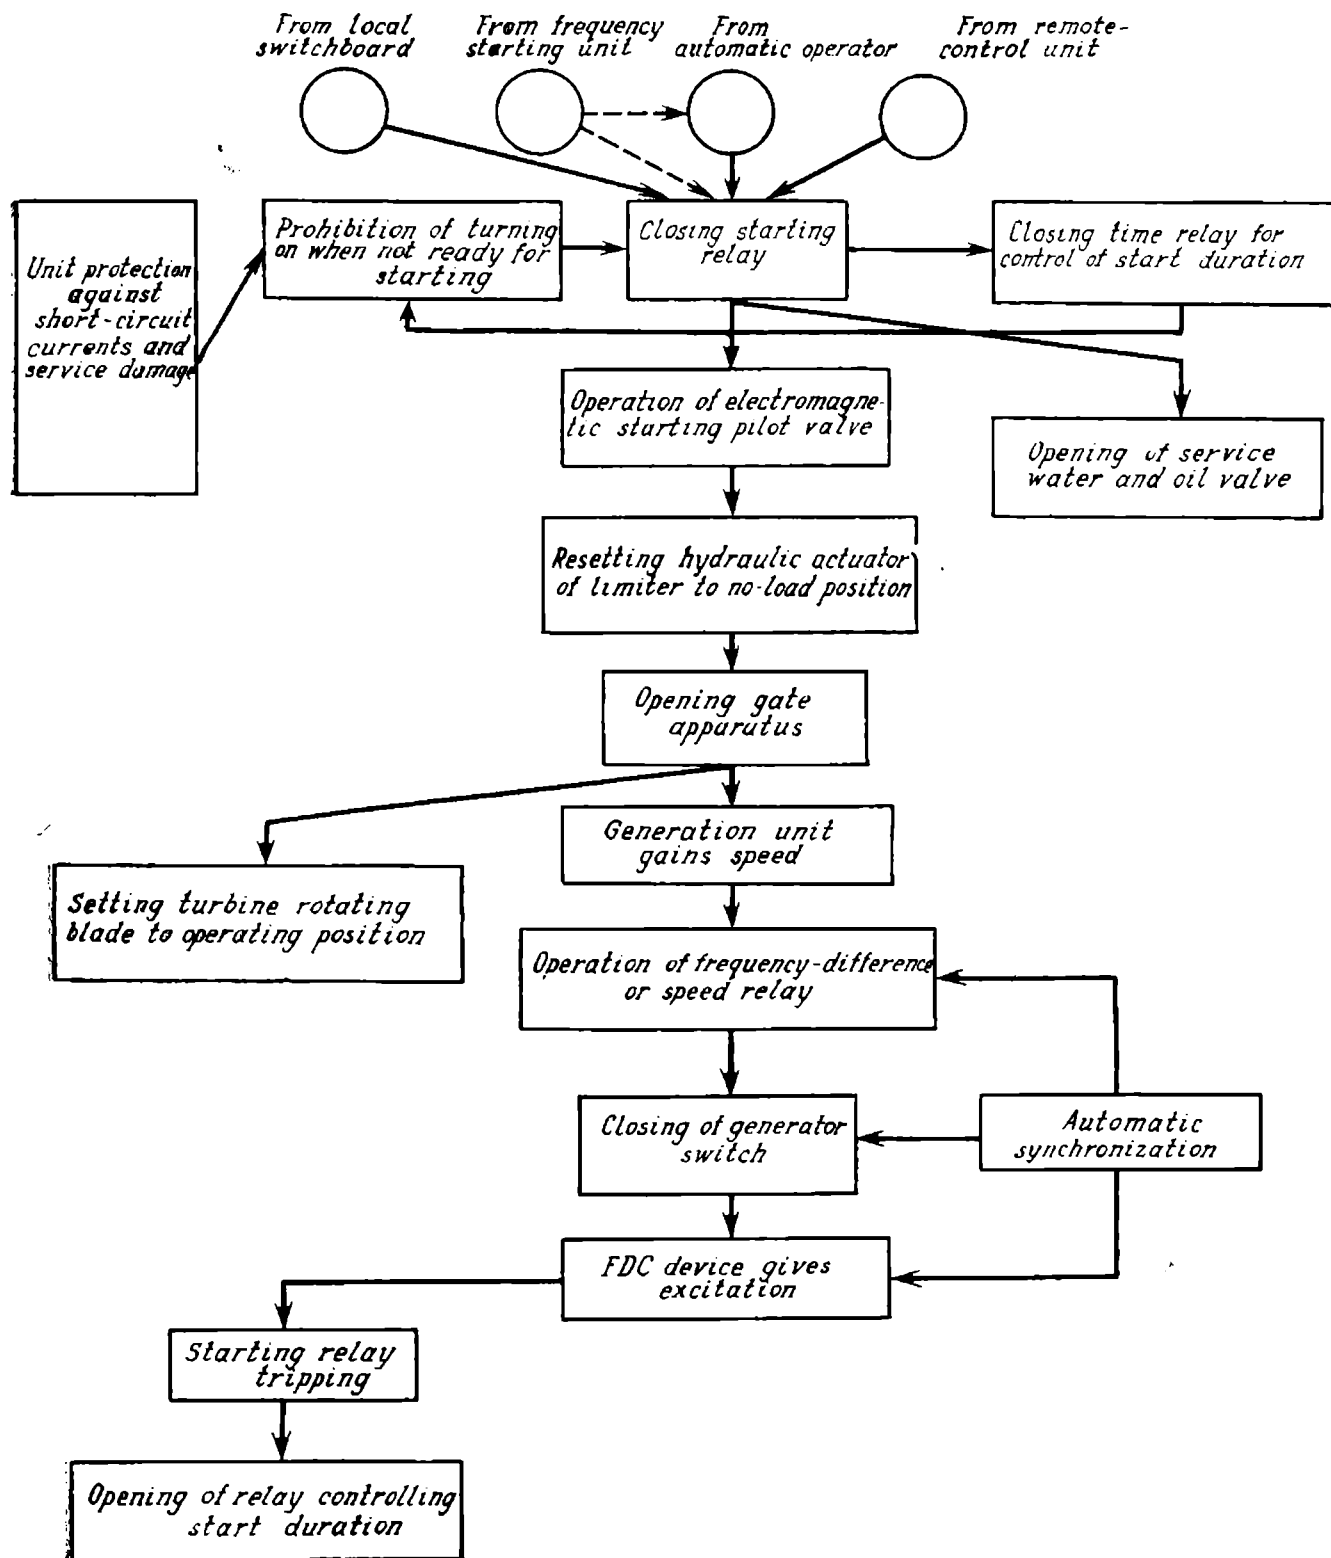 From local
switchboard
From frequency
starting unit
From
automatic operator
From remote-
control unit
Unit protection
against
short-circuit
currents and
service damage
Prohibition of turning
on when not ready for
starting
Closing starting
relay
Closing time relay for
control of start duration
Operation of electromagne-
tic starting pilot valve
Opening of service
water and oil valve
Resetting hydraulic actuator
of limiter to no-load position
Opening gate
apparatus
Generation unit
gains speed
Setting turbine rotating
blade to operating position
Operation of frequency-difference
or speed relay
Closing of generator
switch
Automatic
synchronization
FDC device gives
excitation
Starting relay
tripping
Opening of relay controlling
start duration